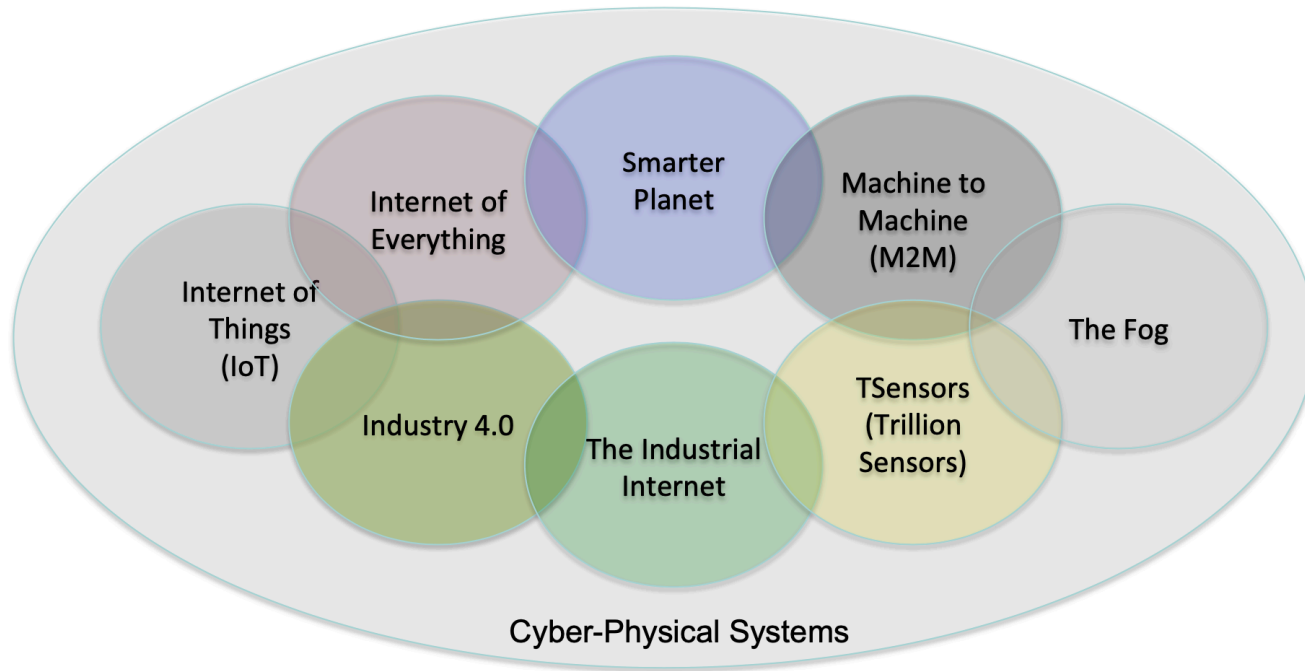 Smarter
Planet
Internet of
Everything
Machine to
Machine
(M2M)
Internet of
Things
(IoT)
The Fog
Industry 4.0
The Industrial
Internet
TSensors
(Trillion
Sensors)
Cyber-Physical Systems